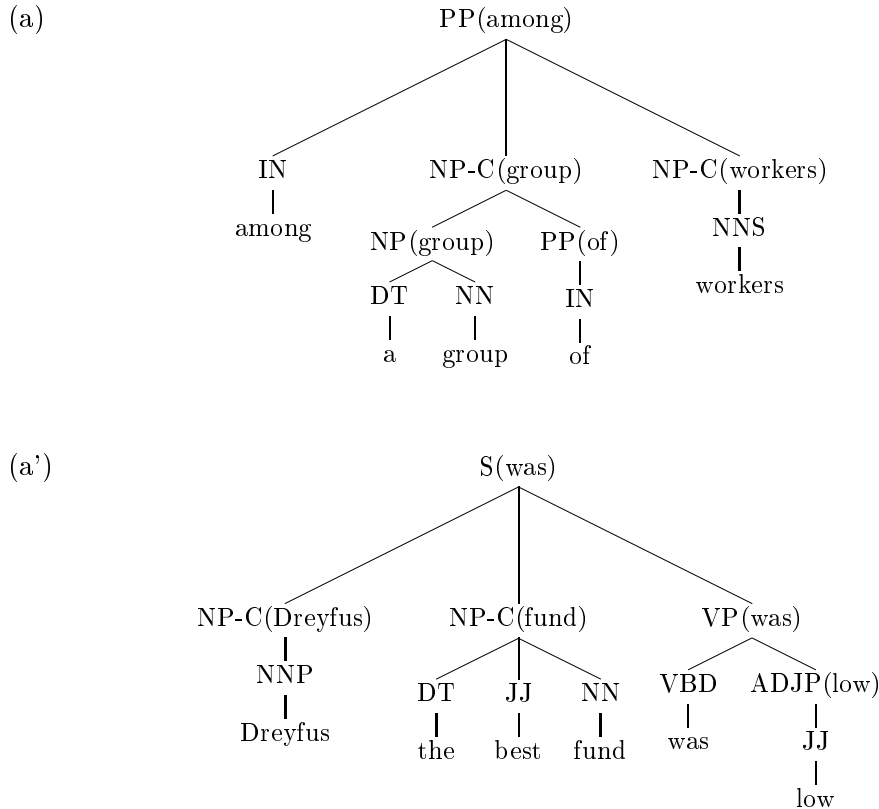 (a) PP(among)
IN NP-C(group) NP-C(workers)
among NP(group) PP(of) NNS
DT NN IN workers
a group of
(a') S(was)
NP-C(Dreyfus) NP-C(fund) VP(was)
NNP DT JJ NN VBD ADJP(low)
Dreyfus the best fund was JJ
low